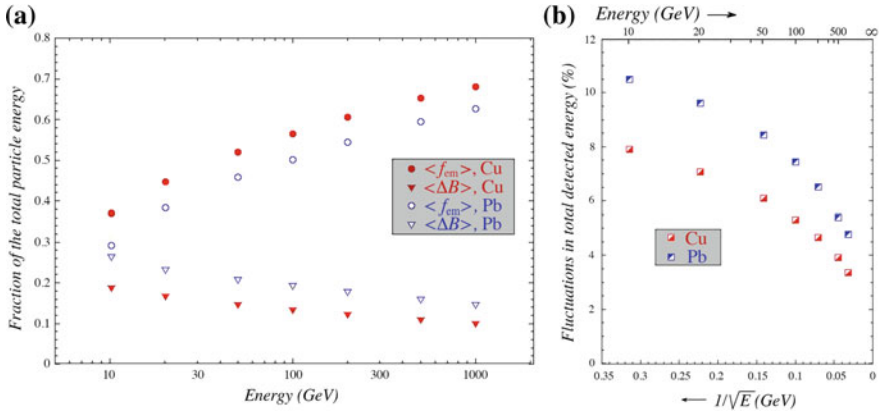 (a)
Fraction of the total particle energy
0.8
0.7
0.6
0.5
0.4
0.3
0.2
0.1
0
<f_em>, Cu
<ΔB>, Cu
<f_em>, Pb
<ΔB>, Pb
10 30 100 300 1000
Energy (GeV)
(b)
Energy (GeV) →
10 20 50 100 500 ∞
Fluctuations in total detected energy (%)
12
10
8
6
4
2
0
Cu
Pb
0.35 0.3 0.25 0.2 0.15 0.1 0.05 0
← 1/√E (GeV)